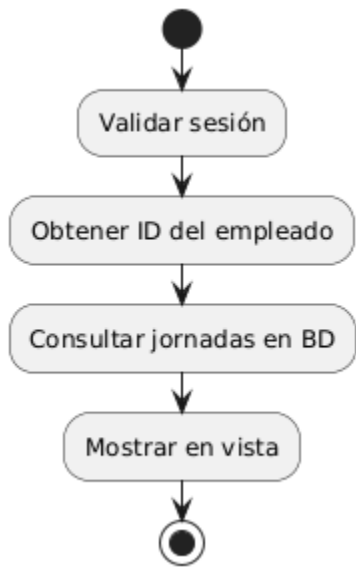 Validar sesión
Obtener ID del empleado
Consultar jornadas en BD
Mostrar en vista